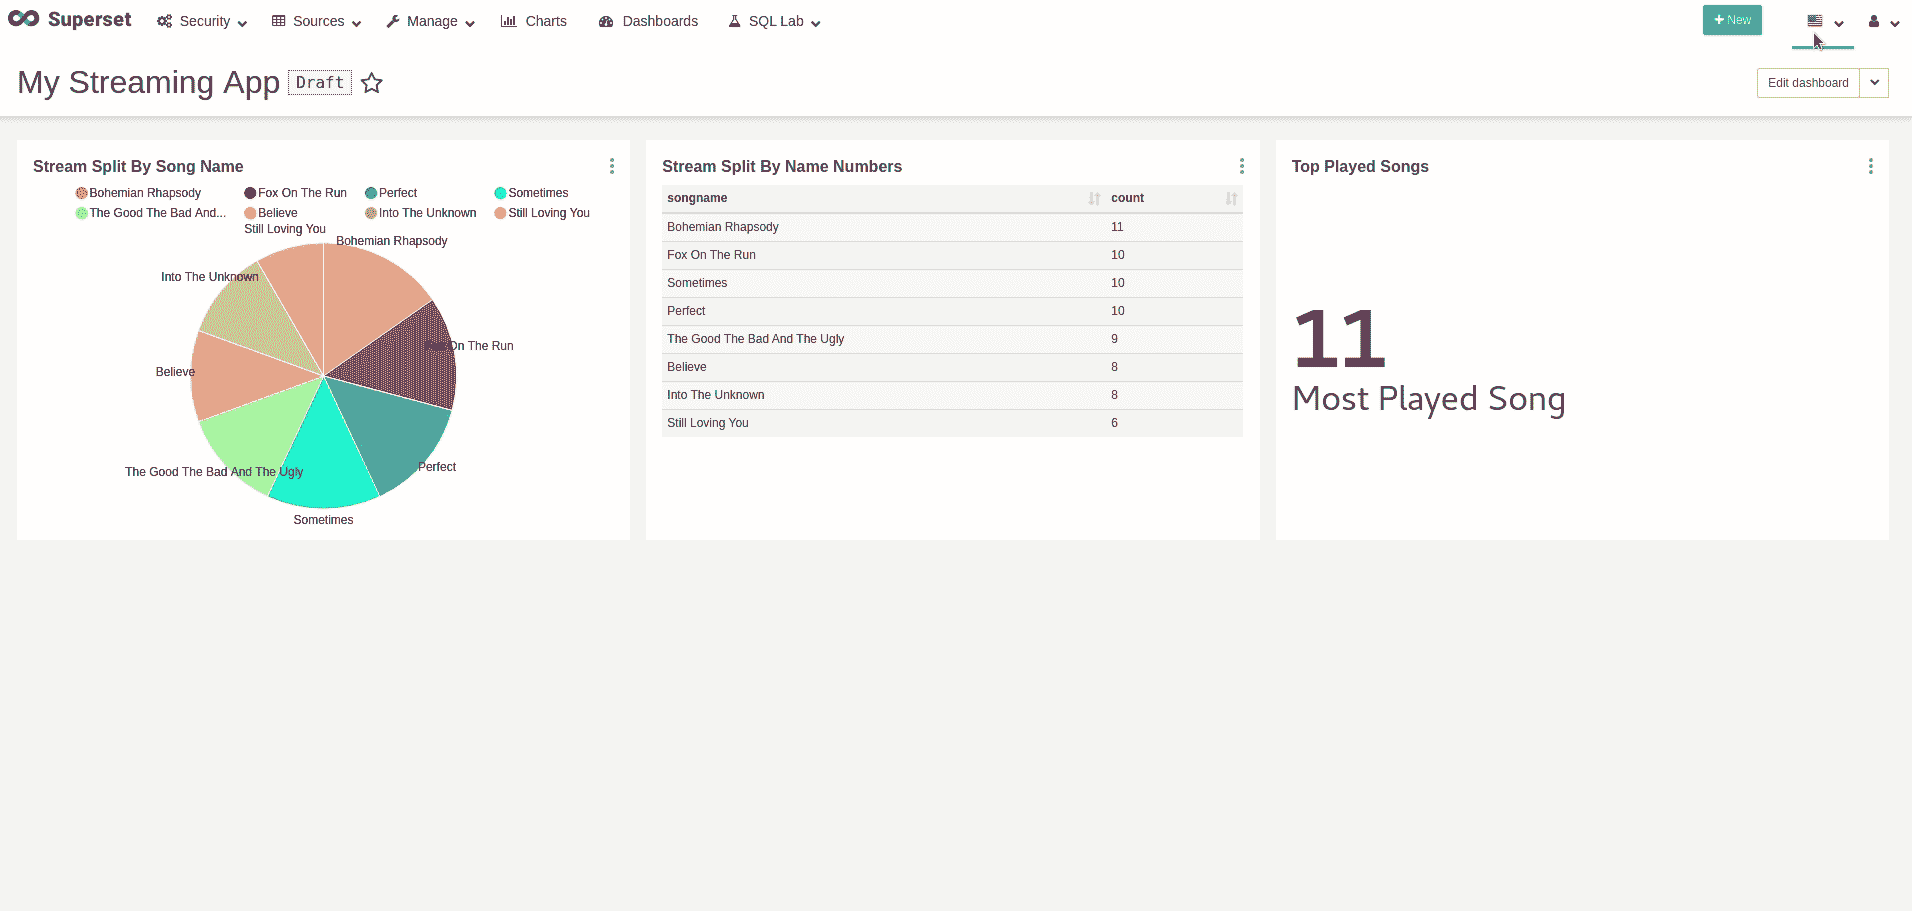 Superset Security Sources Manage Charts Dashboards SQL Lab + New
My Streaming App Draft Edit dashboard
Stream Split By Song Name
Bohemian Rhapsody Fox On The Run Perfect Sometimes
The Good The Bad And... Believe Into The Unknown Still Loving You
Still Loving You
Bohemian Rhapsody
Into The Unknown
Fox On The Run
Believe
Perfect
The Good The Bad And The Ugly
Sometimes
Stream Split By Name Numbers
songname count
Bohemian Rhapsody 11
Fox On The Run 10
Sometimes 10
Perfect 10
The Good The Bad And The Ugly 9
Believe 8
Into The Unknown 8
Still Loving You 6
Top Played Songs
11
Most Played Song